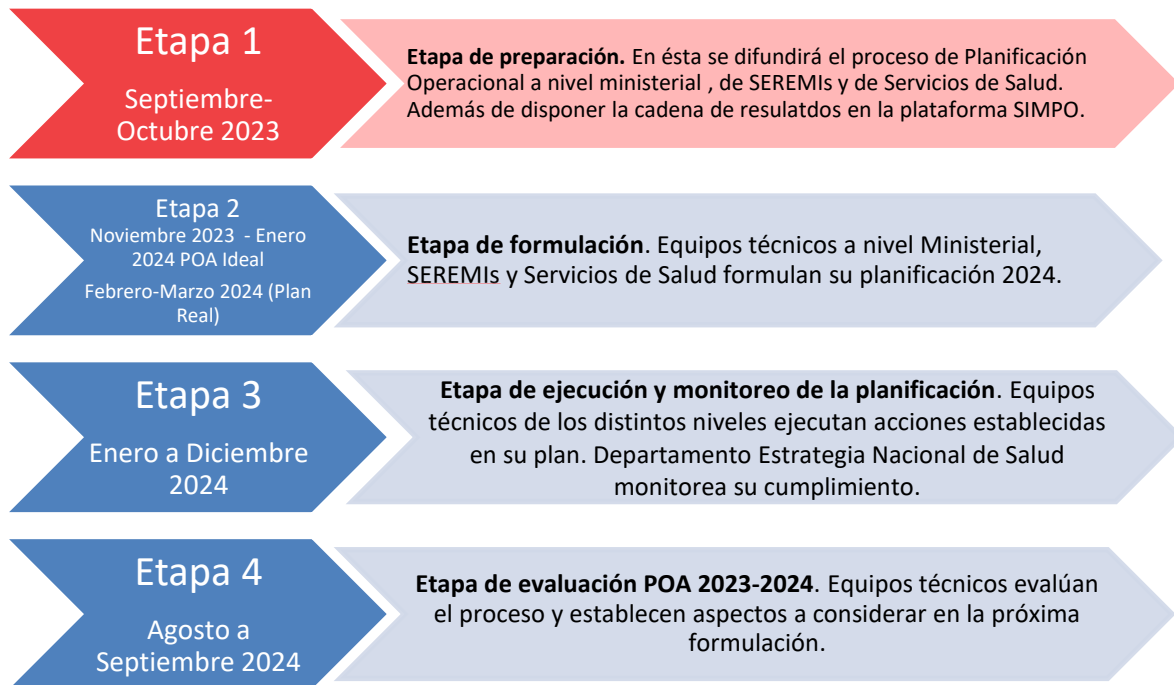 Etapa 1
Septiembre-
Octubre 2023
Etapa de preparación. En ésta se difundirá el proceso de Planificación
Operacional a nivel ministerial , de SEREMIs y de Servicios de Salud.
Además de disponer la cadena de resulatdos en la plataforma SIMPO.
Etapa 2
Noviembre 2023 - Enero
2024 POA Ideal
Febrero-Marzo 2024 (Plan
Real)
Etapa de formulación. Equipos técnicos a nivel Ministerial,
SEREMIs y Servicios de Salud formulan su planificación 2024.
Etapa 3
Enero a Diciembre
2024
Etapa de ejecución y monitoreo de la planificación. Equipos
técnicos de los distintos niveles ejecutan acciones establecidas
en su plan. Departamento Estrategia Nacional de Salud
monitorea su cumplimiento.
Etapa 4
Agosto a
Septiembre 2024
Etapa de evaluación POA 2023-2024. Equipos técnicos evalúan
el proceso y establecen aspectos a considerar en la próxima
formulación.